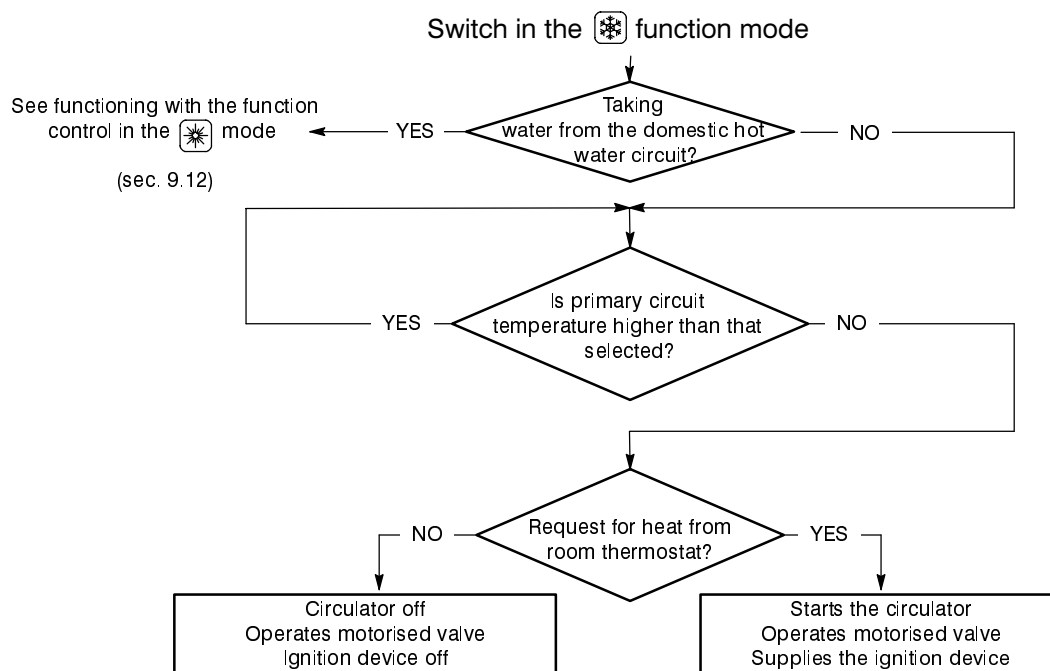 Switch in the function mode
Taking
water from the domestic hot
water circuit?
YES
NO
See functioning with the function
control in the mode
(sec. 9.12)
Is primary circuit
temperature higher than that
selected?
YES
NO
Request for heat from
room thermostat?
NO
YES
Circulator off
Operates motorised valve
Ignition device off
Starts the circulator
Operates motorised valve
Supplies the ignition device